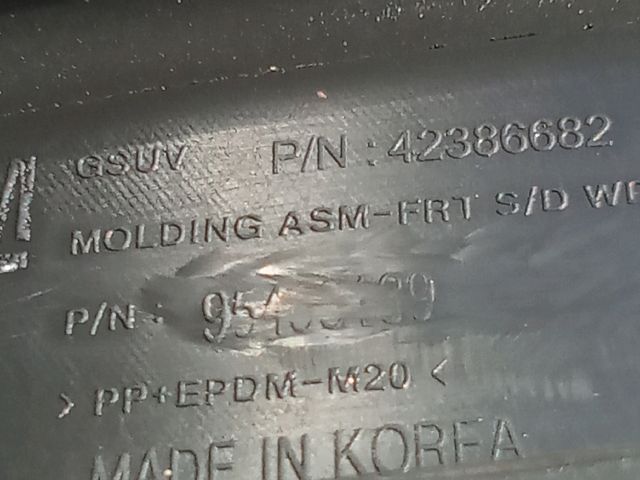 GSUV P/N : 42386682
MOLDING ASM-FRT S/D
P/N :
> PP+EPDM-M20 <
MADE IN KOREA